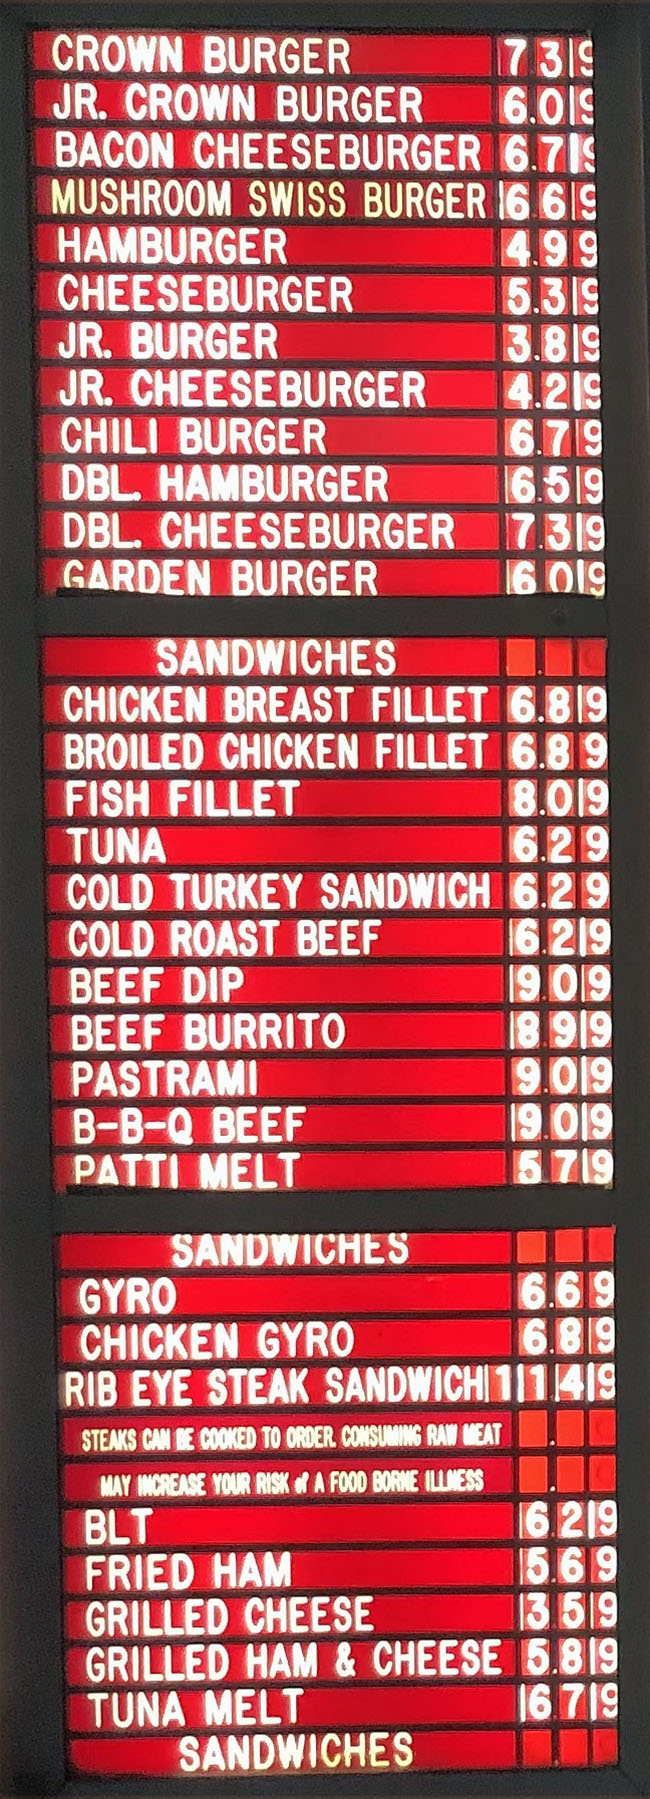 CROWN BURGER 7.39
JR. CROWN BURGER 6.09
BACON CHEESEBURGER 6.79
MUSHROOM SWISS BURGER 6.69
HAMBURGER 4.99
CHEESEBURGER 5.39
JR. BURGER 3.89
JR. CHEESEBURGER 4.29
CHILI BURGER 6.79
DBL. HAMBURGER 6.59
DBL. CHEESEBURGER 7.39
GARDEN BURGER 6.09
SANDWICHES .
CHICKEN BREAST FILLET 6.89
BROILED CHICKEN FILLET 6.89
FISH FILLET 8.09
TUNA 6.29
COLD TURKEY SANDWICH 6.29
COLD ROAST BEEF 6.29
BEEF DIP 9.09
BEEF BURRITO 8.99
PASTRAMI 9.09
B-B-Q BEEF 9.09
PATTI MELT 5.79
SANDWICHES
GYRO 6.69
CHICKEN GYRO 6.89
RIB EYE STEAK SANDWICH 11.49
STEAKS CAN BE COOKED TO ORDER. CONSUMING RAW MEAT .
MAY INCREASE YOUR RISK of A FOOD BORNE ILLNESS .
BLT 6.29
FRIED HAM 5.69
GRILLED CHEESE 3.59
GRILLED HAM & CHEESE 5.89
TUNA MELT 6.79
SANDWICHES